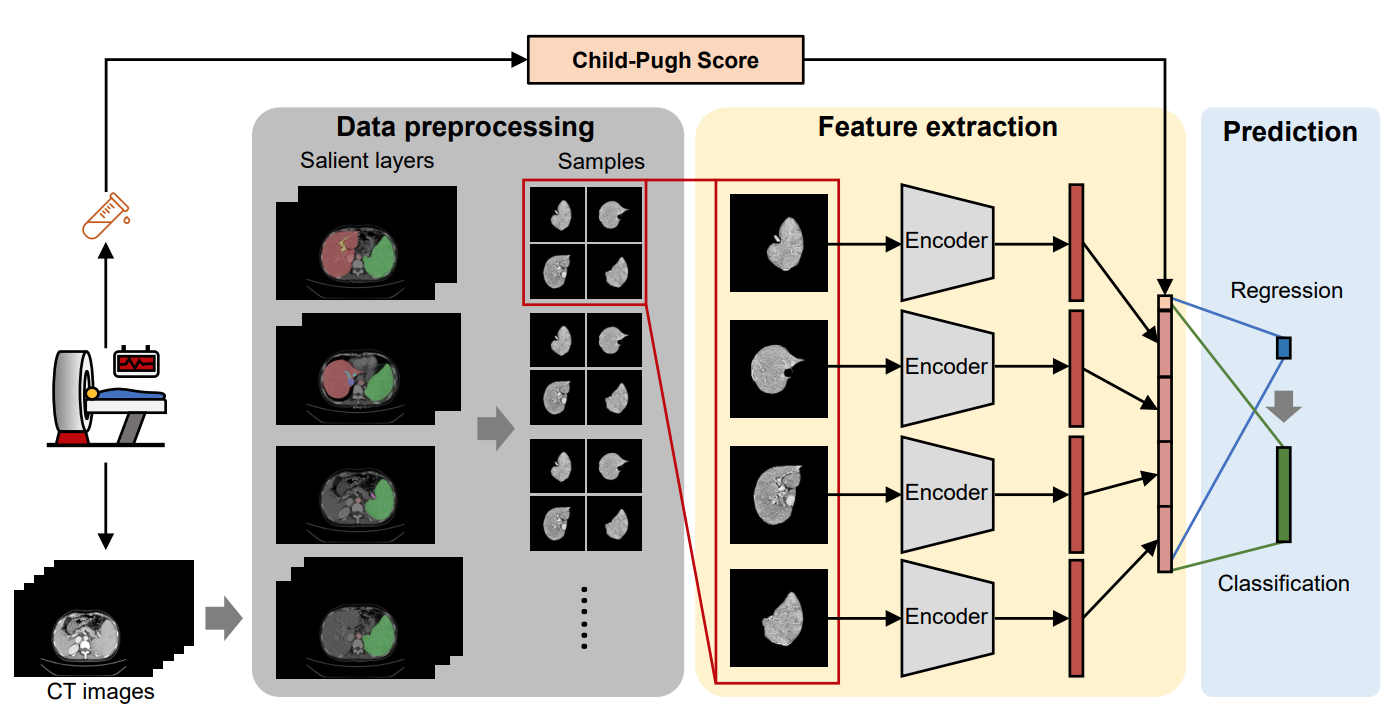 Child-Pugh Score
Data preprocessing
Feature extraction
Prediction
Salient layers
Samples
Encoder
Encoder
Encoder
Encoder
Regression
Classification
CT images